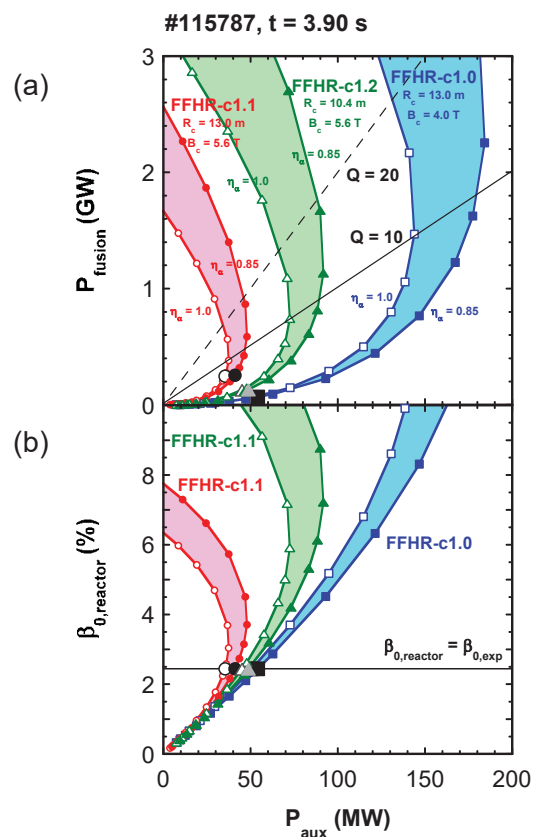 #115787, t = 3.90 s
(a)
3
2
1
0
P_fusion (GW)
FFHR-c1.1
R_c = 13.0 m
B_c = 5.6 T
FFHR-c1.2
R_c = 10.4 m
B_c = 5.6 T
FFHR-c1.0
R_c = 13.0 m
B_c = 4.0 T
η_α = 0.85
η_α = 1.0
Q = 20
Q = 10
η_α = 0.85
η_α = 1.0
η_α = 1.0
η_α = 0.85
(b)
8
6
4
2
0
β_0,reactor (%)
FFHR-c1.1
FFHR-c1.1
FFHR-c1.0
β_0,reactor = β_0,exp
0 50 100 150 200
P_aux (MW)